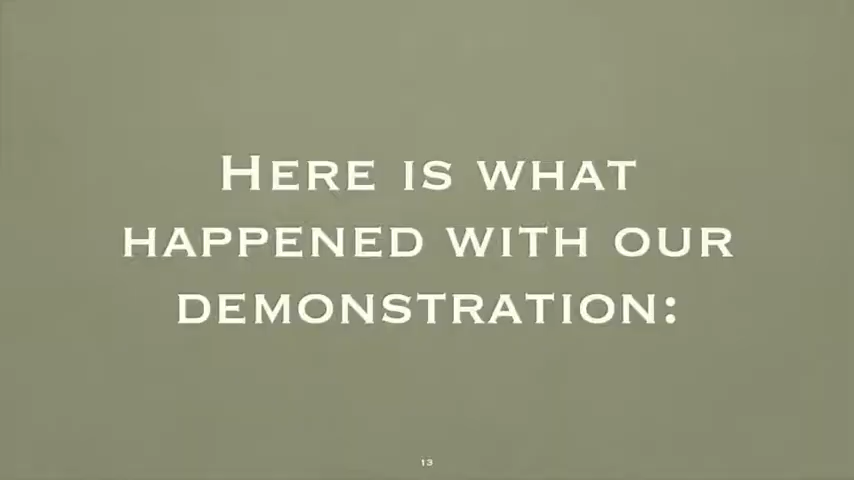 Here is what
happened with our
demonstration:
13